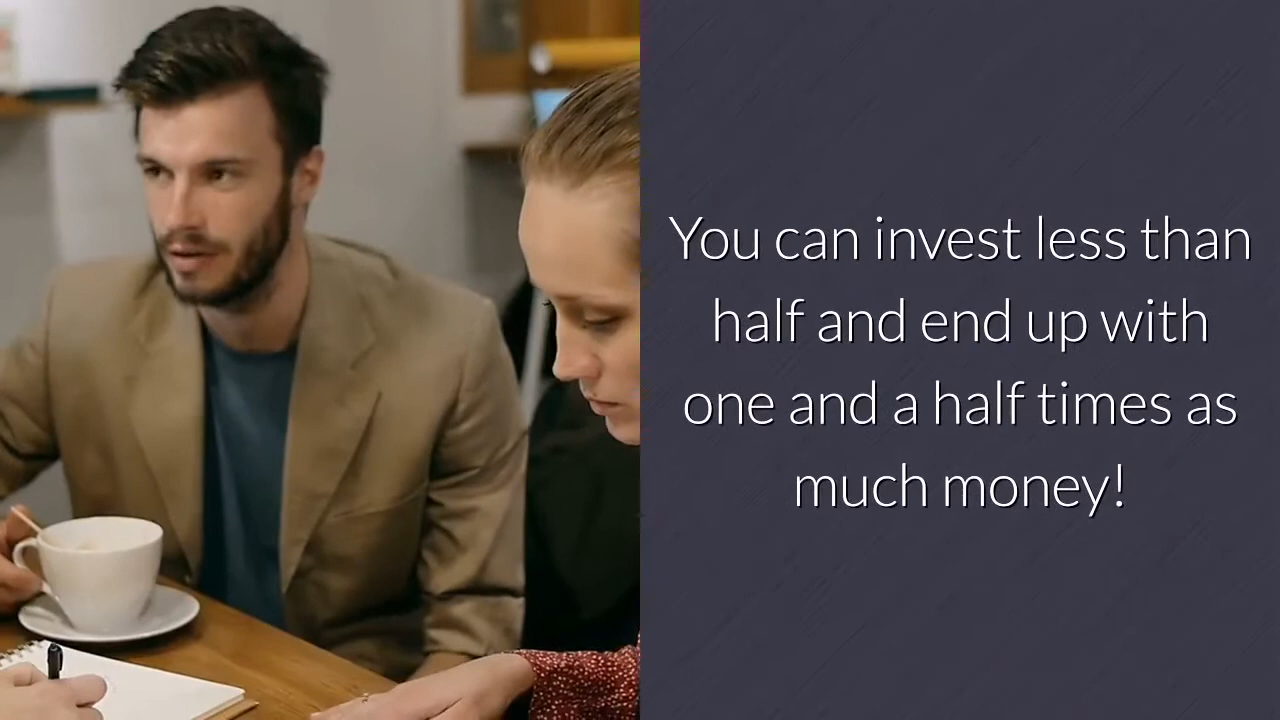 You can invest less than
half and end up with
one and a half times as
much money!